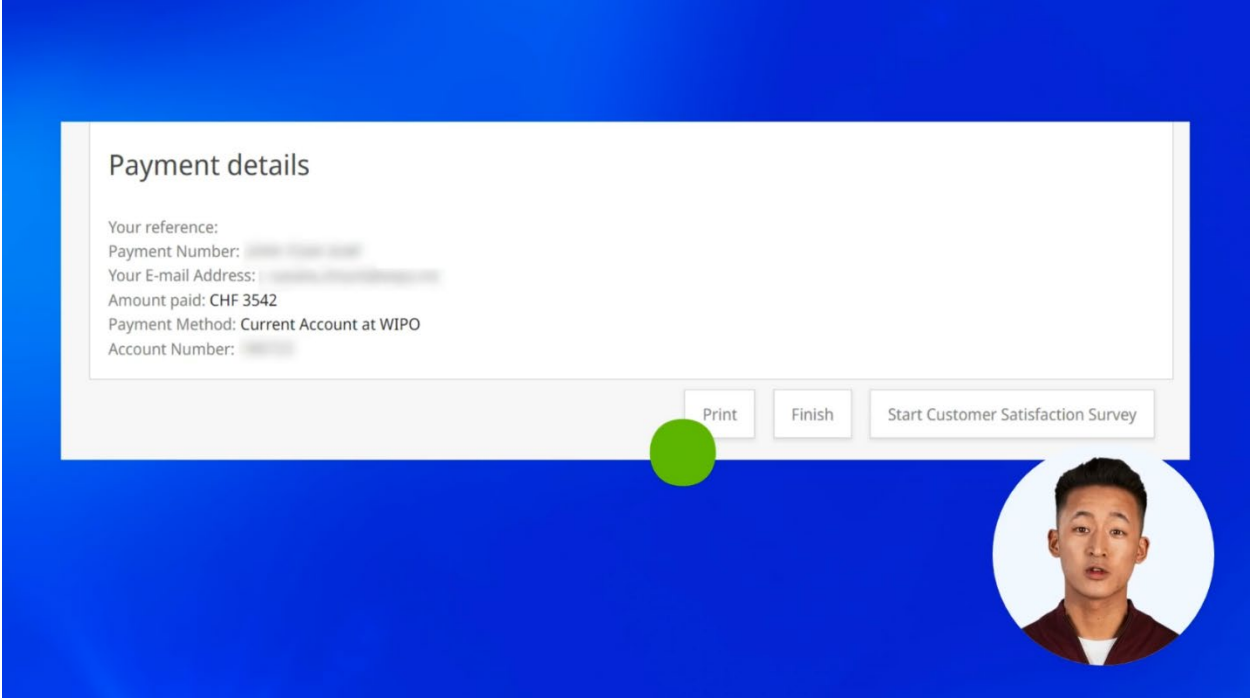 Payment details
Your reference:
Payment Number:
Your E-mail Address:
Amount paid: CHF 3542
Payment Method: Current Account at WIPO
Account Number:
Print
Finish
Start Customer Satisfaction Survey